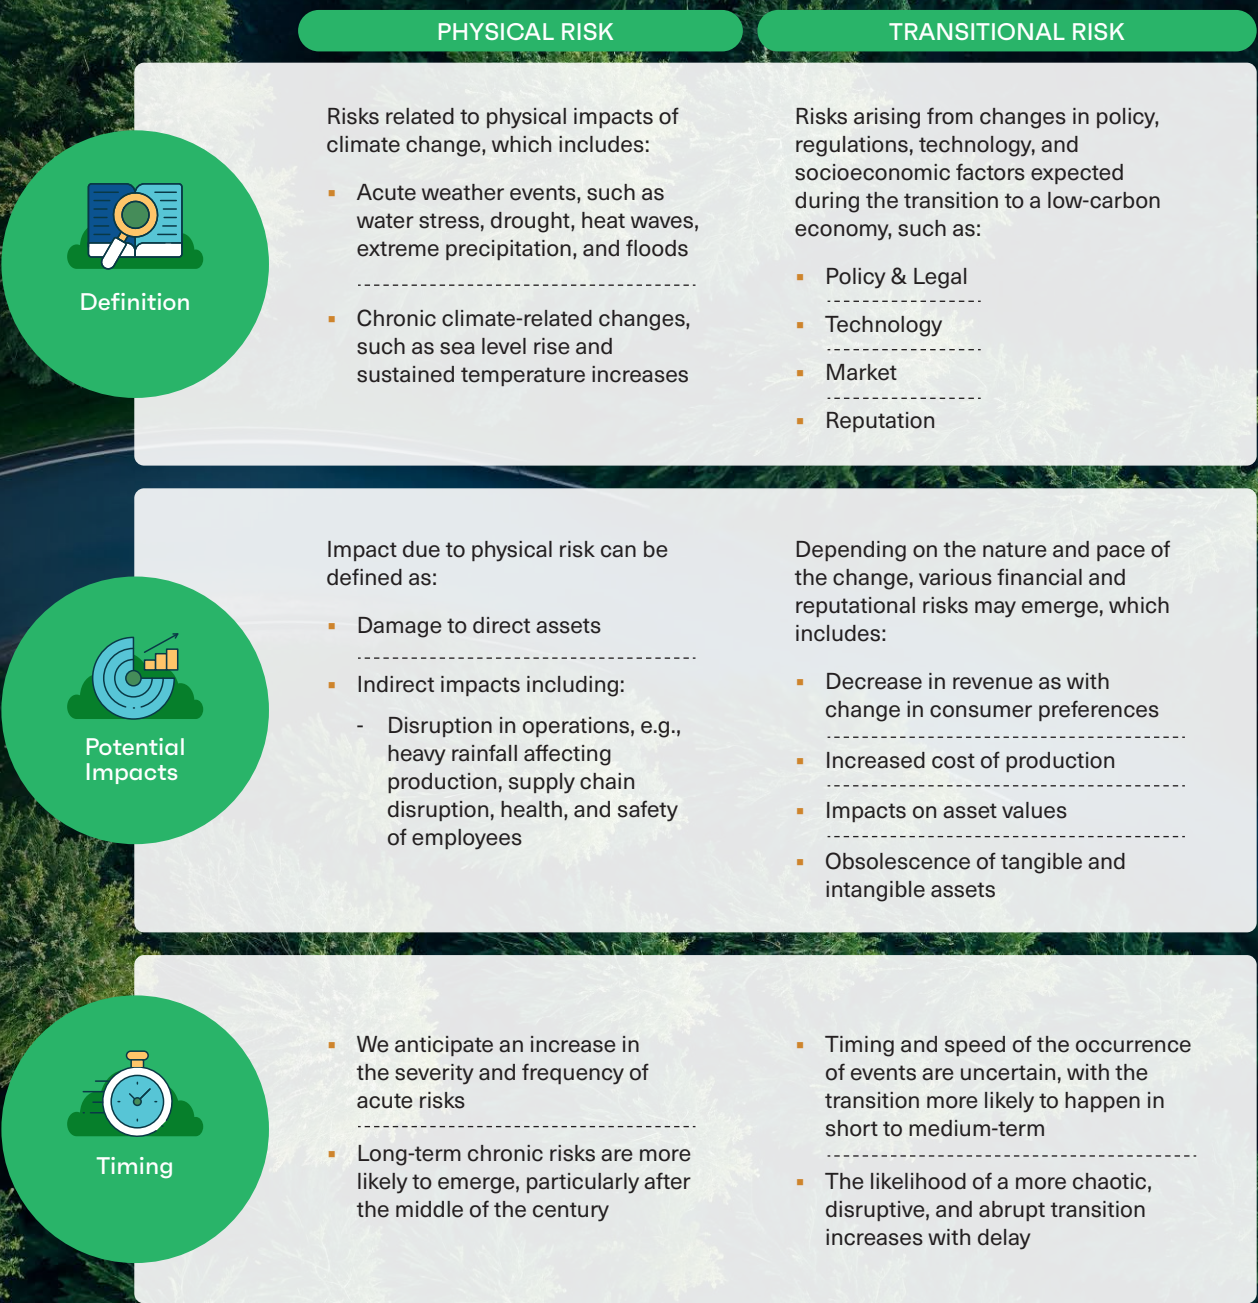 PHYSICAL RISK
TRANSITIONAL RISK
Definition
Risks related to physical impacts of
climate change, which includes:
▪ Acute weather events, such as
water stress, drought, heat waves,
extreme precipitation, and floods
▪ Chronic climate-related changes,
such as sea level rise and
sustained temperature increases
Risks arising from changes in policy,
regulations, technology, and
socioeconomic factors expected
during the transition to a low-carbon
economy, such as:
▪ Policy & Legal
▪ Technology
▪ Market
▪ Reputation
Potential
Impacts
Impact due to physical risk can be
defined as:
▪ Damage to direct assets
▪ Indirect impacts including:
- Disruption in operations, e.g.,
heavy rainfall affecting
production, supply chain
disruption, health, and safety
of employees
Depending on the nature and pace of
the change, various financial and
reputational risks may emerge, which
includes:
▪ Decrease in revenue as with
change in consumer preferences
▪ Increased cost of production
▪ Impacts on asset values
▪ Obsolescence of tangible and
intangible assets
Timing
▪ We anticipate an increase in
the severity and frequency of
acute risks
▪ Long-term chronic risks are more
likely to emerge, particularly after
the middle of the century
▪ Timing and speed of the occurrence
of events are uncertain, with the
transition more likely to happen in
short to medium-term
▪ The likelihood of a more chaotic,
disruptive, and abrupt transition
increases with delay